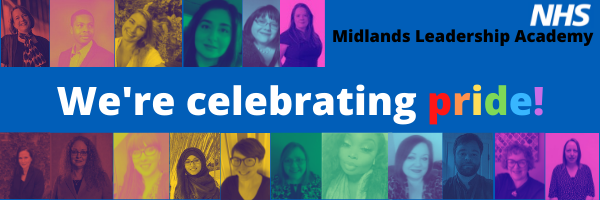 NHS
Midlands Leadership Academy
We're celebrating pride!